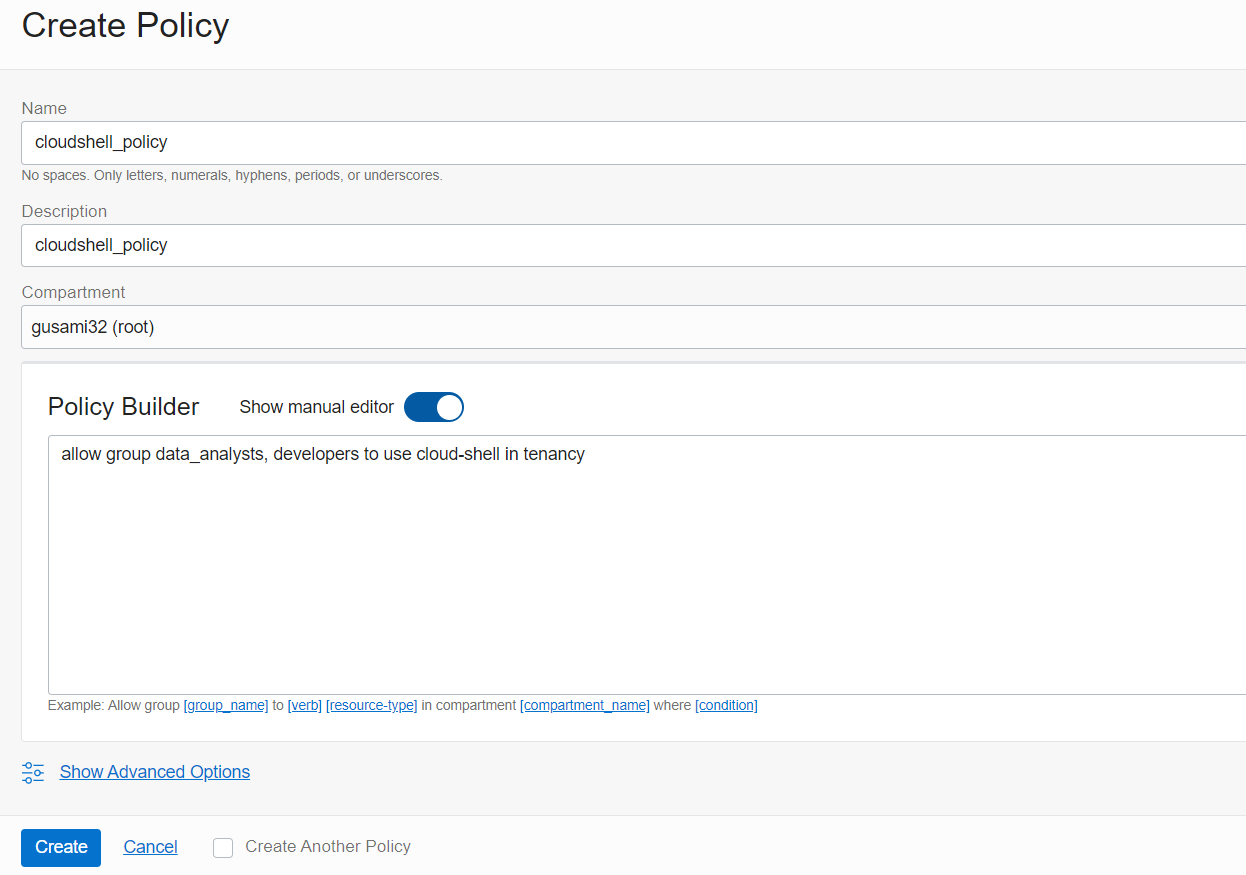 Create Policy
Name
cloudshell_policy
No spaces. Only letters, numerals, hyphens, periods, or underscores.
Description
cloudshell_policy
Compartment
gusami32 (root)
Policy Builder Show manual editor
allow group data_analysts, developers to use cloud-shell in tenancy
Example: Allow group [group_name] to [verb] [resource-type] in compartment [compartment_name] where [condition]
Show Advanced Options
Create Cancel Create Another Policy